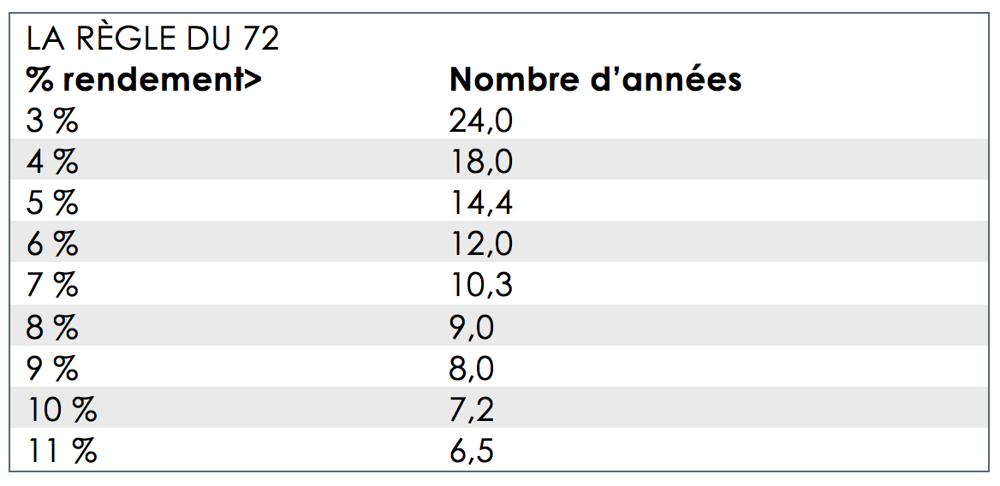 LA RÈGLE DU 72
% rendement> Nombre d’années
3 % 24,0
4 % 18,0
5 % 14,4
6 % 12,0
7 % 10,3
8 % 9,0
9 % 8,0
10 % 7,2
11 % 6,5